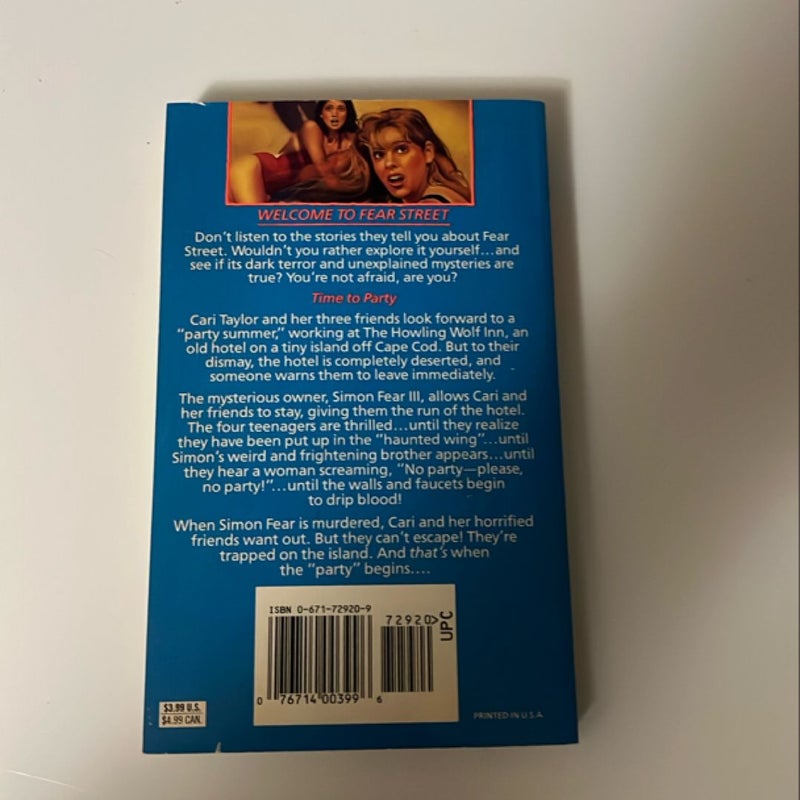 WELCOME TO FEAR STREET
Don't listen to the stories they tell you about Fear
Street. Wouldn't you rather explore it yourself...and
see if its dark terror and unexplained mysteries are
true? You're not afraid, are you?
Time to Party
Cari Taylor and her three friends look forward to a
"party summer," working at The Howling Wolf Inn, an
old hotel on a tiny island off Cape Cod. But to their
dismay, the hotel is completely deserted, and
someone warns them to leave immediately.
The mysterious owner, Simon Fear III, allows Cari and
her friends to stay, giving them the run of the hotel.
The four teenagers are thrilled...until they realize
they have been put up in the "haunted wing"...until
Simon's weird and frightening brother appears...until
they hear a woman screaming, "No party—please,
no party!"...until the walls and faucets begin
to drip blood!
When Simon Fear is murdered, Cari and her horrified
friends want out. But they can't escape! They're
trapped on the island. And that's when
the "party" begins....
ISBN 0-671-72920-9
72920>
UPC
0 76714 00399 6
$3.99 U.S.
$4.99 CAN.
PRINTED IN U.S.A.